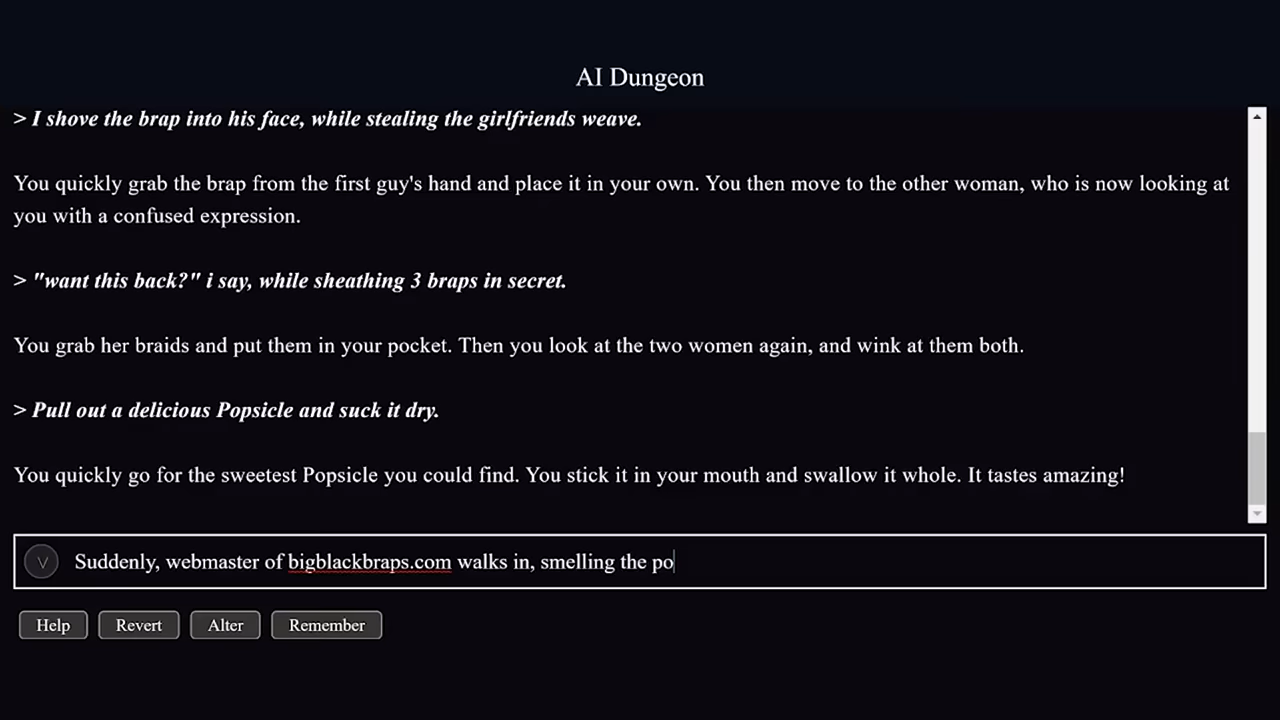 AI Dungeon
> I shove the brap into his face, while stealing the girlfriends weave.
You quickly grab the brap from the first guy's hand and place it in your own. You then move to the other woman, who is now looking at
you with a confused expression.
> "want this back?" i say, while sheathing 3 braps in secret.
You grab her braids and put them in your pocket. Then you look at the two women again, and wink at them both.
> Pull out a delicious Popsicle and suck it dry.
You quickly go for the sweetest Popsicle you could find. You stick it in your mouth and swallow it whole. It tastes amazing!
V Suddenly, webmaster of bigblackbraps.com walks in, smelling the po
Help Revert Alter Remember